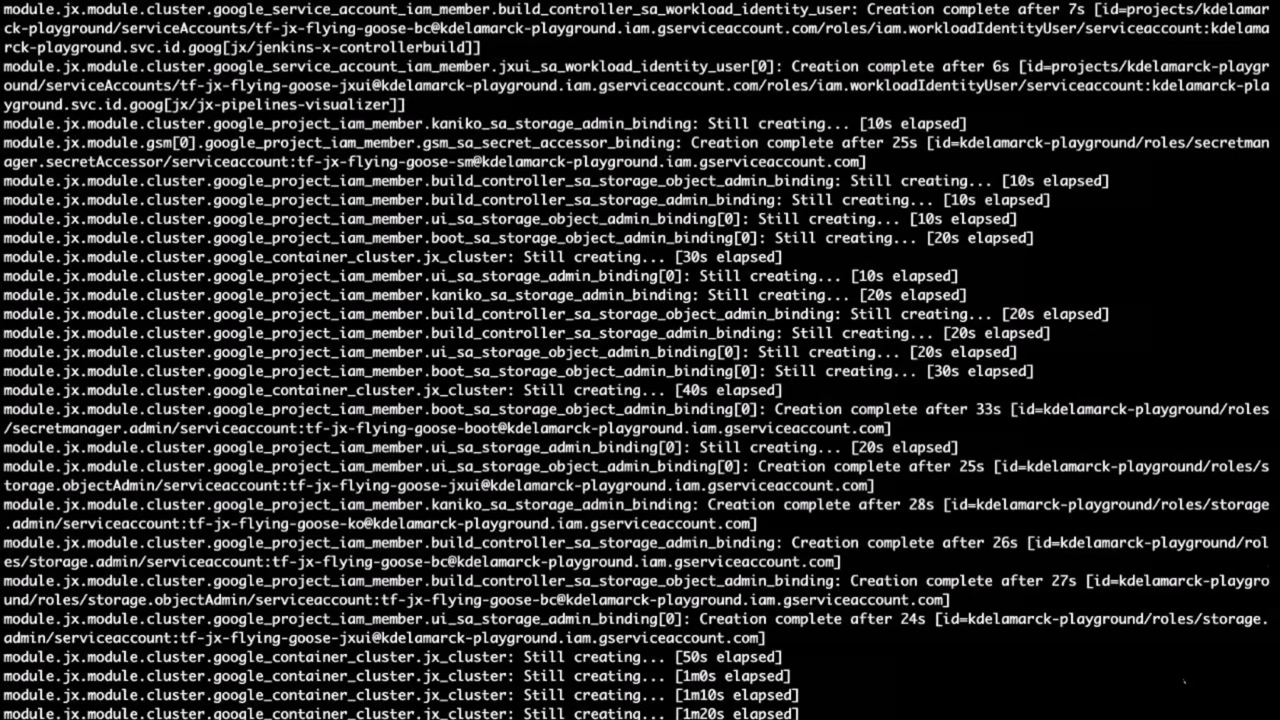 module.jx.module.cluster.google_service_account_iam_member.build_controller_sa_workload_identity_user: Creation complete after 7s [id=projects/kdelamar
ck-playground/serviceAccounts/tf-jx-flying-goose-bc@kdelamarck-playground.iam.gserviceaccount.com/roles/iam.workloadIdentityUser/serviceaccount:kdelama
rck-playground.svc.id.goog[jx/jenkins-x-controllerbuild]]
module.jx.module.cluster.google_service_account_iam_member.jxui_sa_workload_identity_user[0]: Creation complete after 6s [id=projects/kdelamarck-playgr
ound/serviceAccounts/tf-jx-flying-goose-jxui@kdelamarck-playground.iam.gserviceaccount.com/roles/iam.workloadIdentityUser/serviceaccount:kdelamarck-pla
yground.svc.id.goog[jx/jx-pipelines-visualizer]]
module.jx.module.cluster.google_project_iam_member.kaniko_sa_storage_admin_binding: Still creating... [10s elapsed]
module.jx.module.gsm[0].google_project_iam_member.gsm_sa_secret_accessor_binding: Creation complete after 25s [id=kdelamarck-playground/roles/secretman
ager.secretAccessor/serviceaccount:tf-jx-flying-goose-sm@kdelamarck-playground.iam.gserviceaccount.com]
module.jx.module.cluster.google_project_iam_member.build_controller_sa_storage_object_admin_binding: Still creating... [10s elapsed]
module.jx.module.cluster.google_project_iam_member.build_controller_sa_storage_admin_binding: Still creating... [10s elapsed]
module.jx.module.cluster.google_project_iam_member.ui_sa_storage_object_admin_binding[0]: Still creating... [10s elapsed]
module.jx.module.cluster.google_project_iam_member.boot_sa_storage_object_admin_binding[0]: Still creating... [20s elapsed]
module.jx.module.cluster.google_container_cluster.jx_cluster: Still creating... [30s elapsed]
module.jx.module.cluster.google_project_iam_member.ui_sa_storage_admin_binding[0]: Still creating... [10s elapsed]
module.jx.module.cluster.google_project_iam_member.kaniko_sa_storage_admin_binding: Still creating... [20s elapsed]
module.jx.module.cluster.google_project_iam_member.build_controller_sa_storage_object_admin_binding: Still creating... [20s elapsed]
module.jx.module.cluster.google_project_iam_member.build_controller_sa_storage_admin_binding: Still creating... [20s elapsed]
module.jx.module.cluster.google_project_iam_member.ui_sa_storage_object_admin_binding[0]: Still creating... [20s elapsed]
module.jx.module.cluster.google_project_iam_member.boot_sa_storage_object_admin_binding[0]: Still creating... [30s elapsed]
module.jx.module.cluster.google_container_cluster.jx_cluster: Still creating... [40s elapsed]
module.jx.module.cluster.google_project_iam_member.boot_sa_storage_object_admin_binding[0]: Creation complete after 33s [id=kdelamarck-playground/roles
/secretmanager.admin/serviceaccount:tf-jx-flying-goose-boot@kdelamarck-playground.iam.gserviceaccount.com]
module.jx.module.cluster.google_project_iam_member.ui_sa_storage_admin_binding[0]: Still creating... [20s elapsed]
module.jx.module.cluster.google_project_iam_member.ui_sa_storage_object_admin_binding[0]: Creation complete after 25s [id=kdelamarck-playground/roles/s
torage.objectAdmin/serviceaccount:tf-jx-flying-goose-jxui@kdelamarck-playground.iam.gserviceaccount.com]
module.jx.module.cluster.google_project_iam_member.kaniko_sa_storage_admin_binding: Creation complete after 28s [id=kdelamarck-playground/roles/storage
.admin/serviceaccount:tf-jx-flying-goose-ko@kdelamarck-playground.iam.gserviceaccount.com]
module.jx.module.cluster.google_project_iam_member.build_controller_sa_storage_admin_binding: Creation complete after 26s [id=kdelamarck-playground/rol
es/storage.admin/serviceaccount:tf-jx-flying-goose-bc@kdelamarck-playground.iam.gserviceaccount.com]
module.jx.module.cluster.google_project_iam_member.build_controller_sa_storage_object_admin_binding: Creation complete after 27s [id=kdelamarck-playgro
und/roles/storage.objectAdmin/serviceaccount:tf-jx-flying-goose-bc@kdelamarck-playground.iam.gserviceaccount.com]
module.jx.module.cluster.google_project_iam_member.ui_sa_storage_admin_binding[0]: Creation complete after 24s [id=kdelamarck-playground/roles/storage.
admin/serviceaccount:tf-jx-flying-goose-jxui@kdelamarck-playground.iam.gserviceaccount.com]
module.jx.module.cluster.google_container_cluster.jx_cluster: Still creating... [50s elapsed]
module.jx.module.cluster.google_container_cluster.jx_cluster: Still creating... [1m0s elapsed]
module.jx.module.cluster.google_container_cluster.jx_cluster: Still creating... [1m10s elapsed]
module.jx.module.cluster.google_container_cluster.jx_cluster: Still creating... [1m20s elapsed]